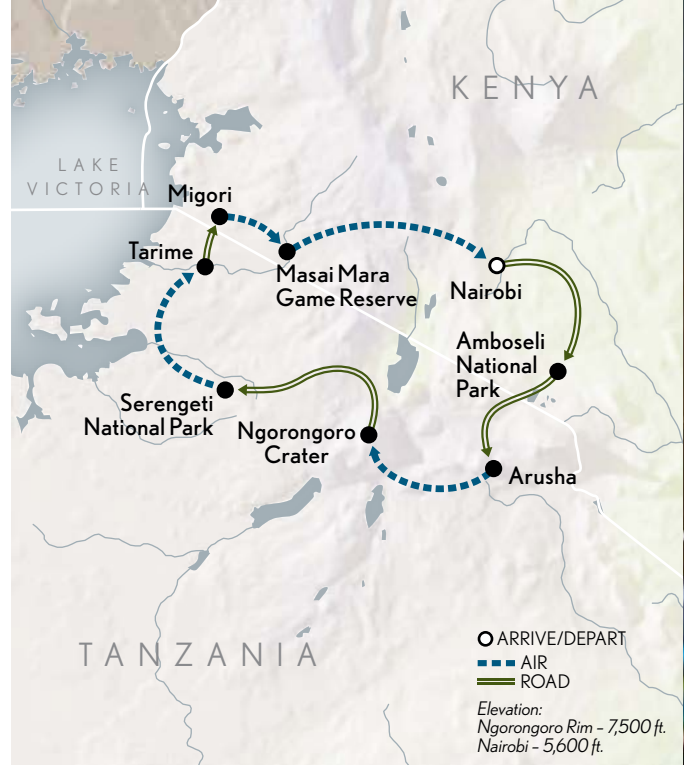 KENYA
LAKE
VICTORIA
Migori
Tarime
Masai Mara
Game Reserve
Nairobi
Amboseli
National
Park
Serengeti
National Park
Ngorongoro
Crater
Arusha
TANZANIA
ARRIVE/DEPART
AIR
ROAD
Elevation:
Ngorongoro Rim – 7,500 ft.
Nairobi – 5,600 ft.